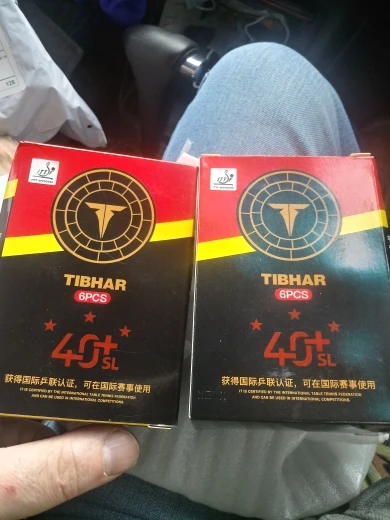 TIBHAR
6PCS
40+
SL
获得国际乒联认证，可在国际赛事使用
IT IS CERTIFIED BY THE INTERNATIONAL TABLE TENNIS FEDERATION
AND CAN BE USED IN INTERNATIONAL COMPETITIONS.
TIBHAR
6PCS
40+
SL
获得国际乒联认证，可在国际赛事使用
IT IS CERTIFIED BY THE INTERNATIONAL TABLE TENNIS FEDERATION
AND CAN BE USED IN INTERNATIONAL COMPETITIONS.